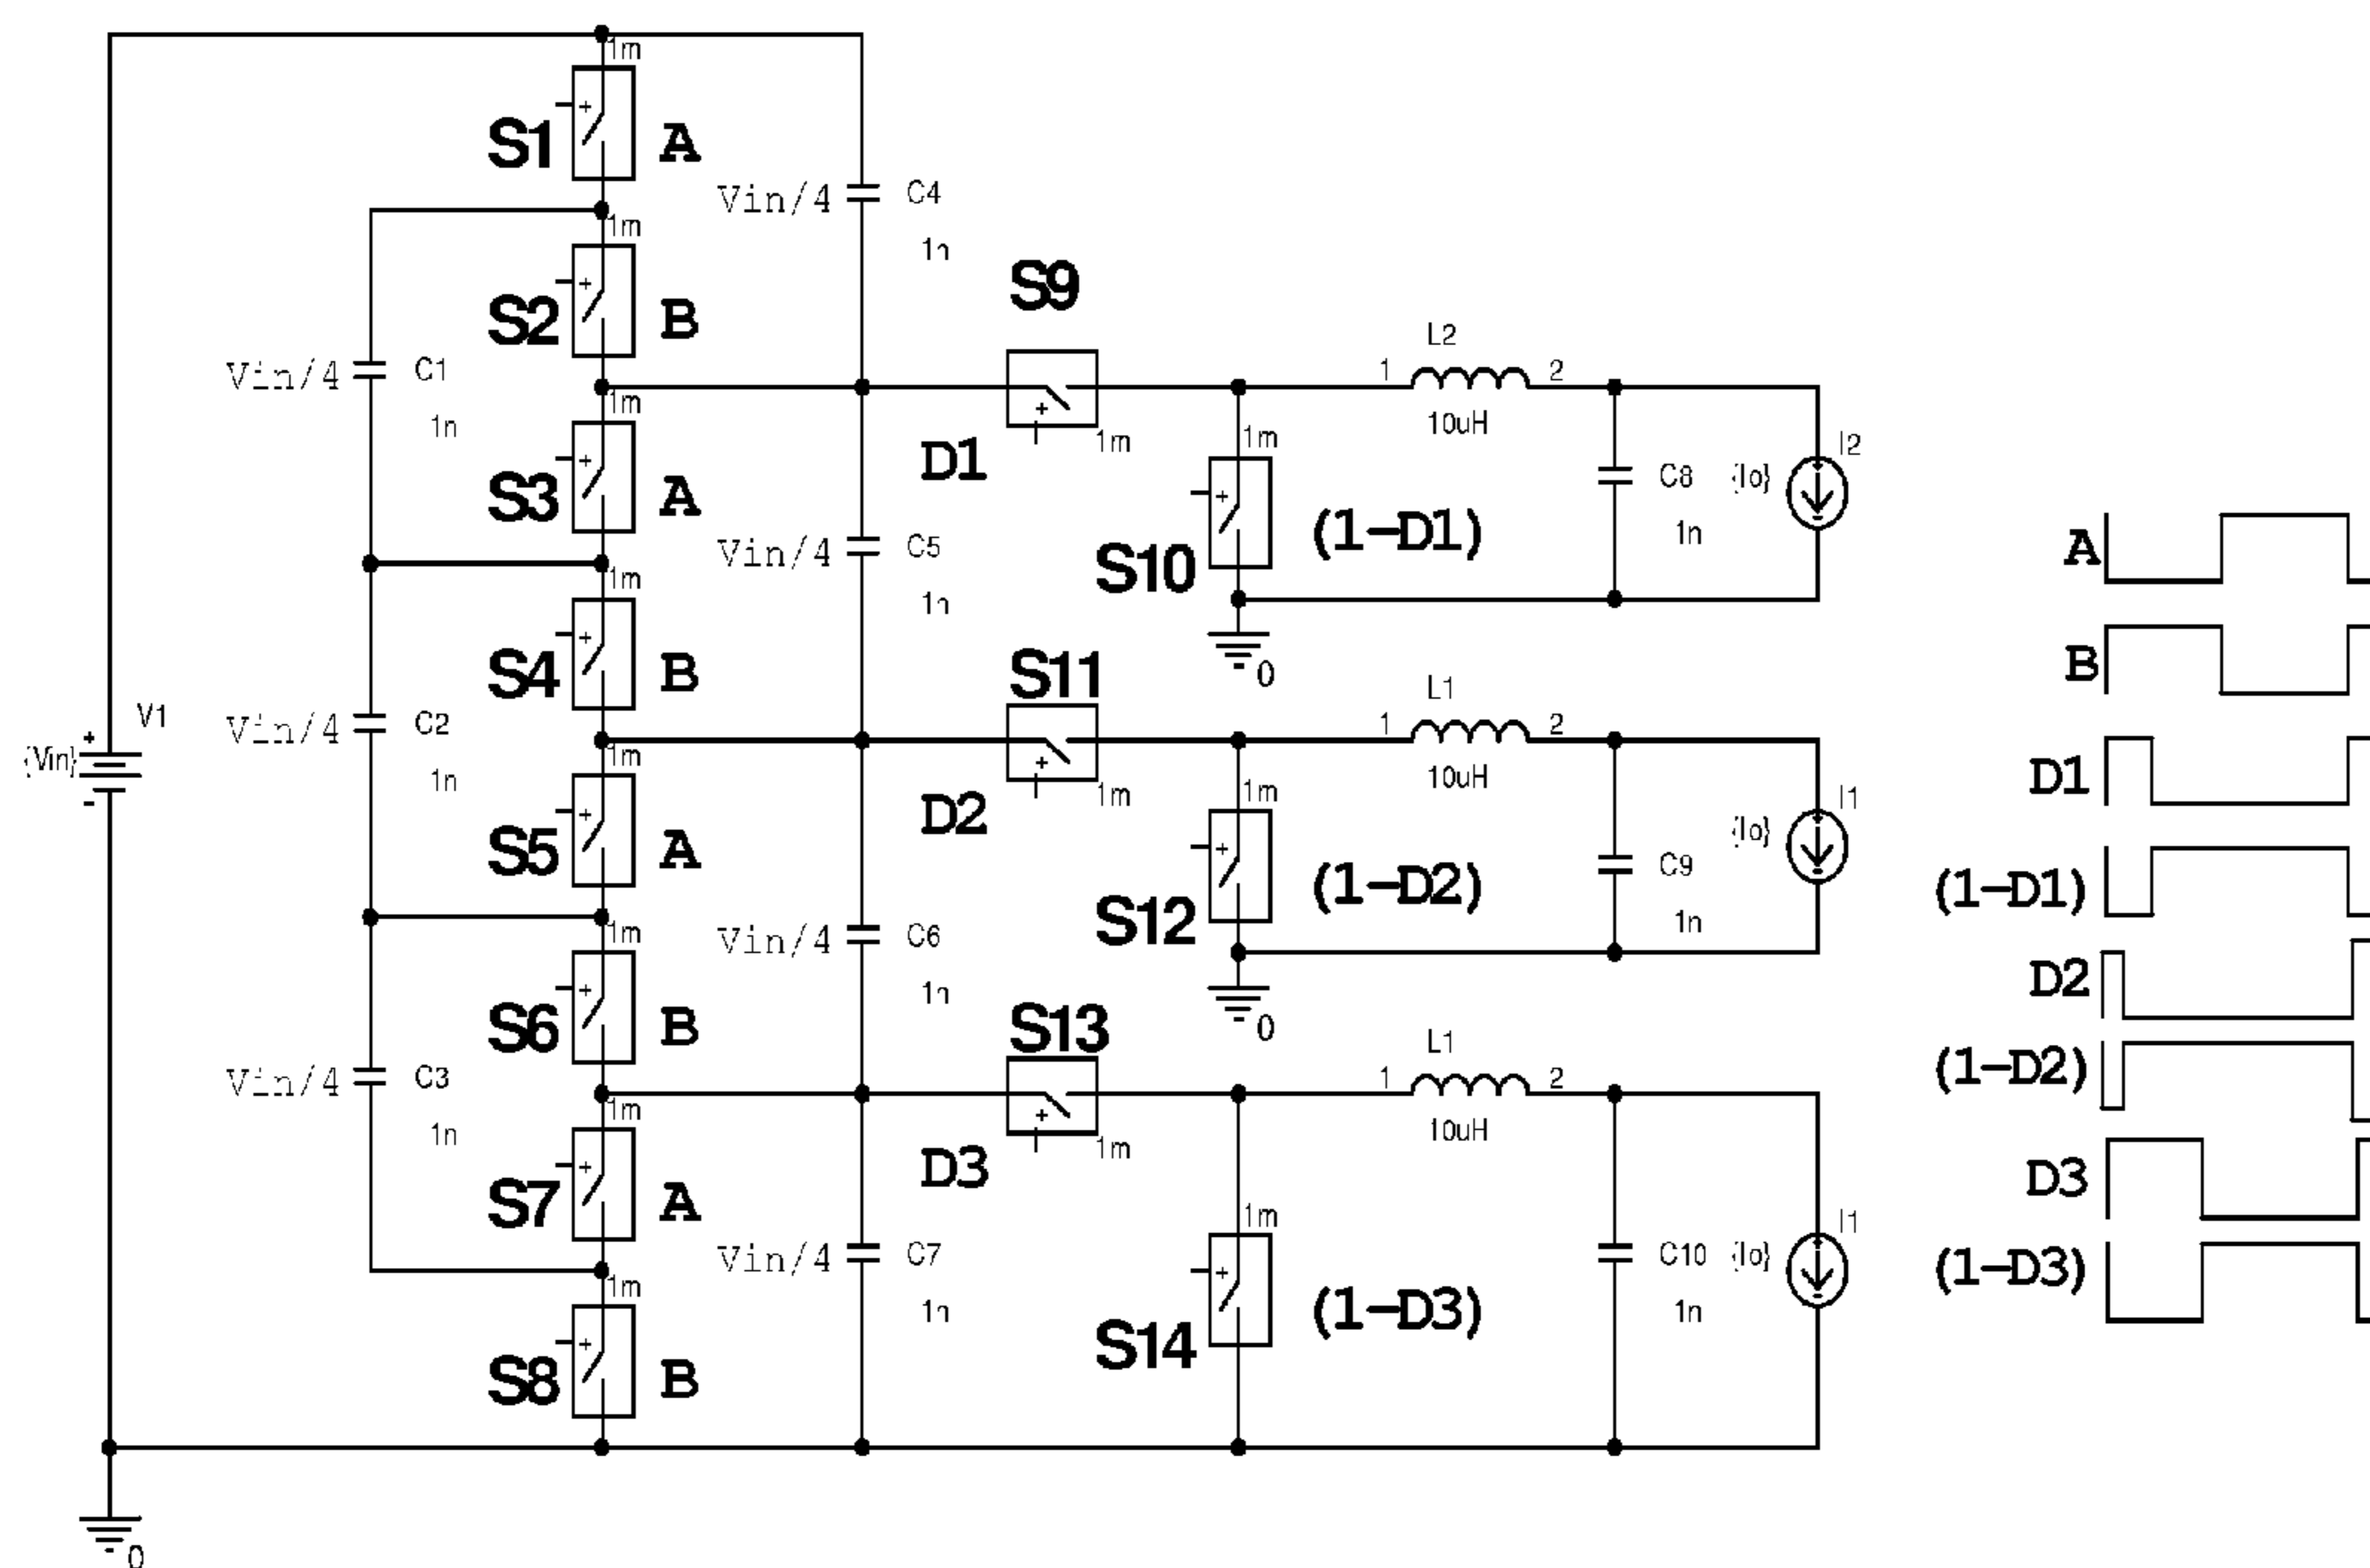 1m
S1 A
Vin/4 C4
1n
1m
S2 B
Vin/4 C1
1n
S9
1m
D1
1m
S3 A
Vin/4 C5
1n
1 L2 2
10uH
1m
S10 (1-D1)
C8
1n
{Io} I2
0
1m
S4 B
V1
{Vin}
+
-
Vin/4 C2
1n
S11
1m
D2
1m
S5 A
Vin/4 C6
1n
1 L1 2
10uH
1m
S12 (1-D2)
C9
1n
{Io} I1
0
1m
S6 B
Vin/4 C3
1n
S13
1m
D3
1m
S7 A
Vin/4 C7
1n
1 L1 2
10uH
1m
S14 (1-D3)
C10
1n
{Io} I1
1m
S8 B
0
A
B
D1
(1-D1)
D2
(1-D2)
D3
(1-D3)